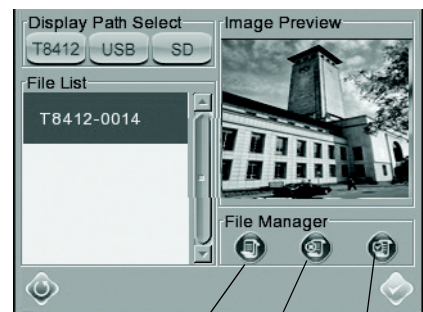 Display Path Select
T8412 USB SD
File List
T8412-0014
Image Preview
File Manager